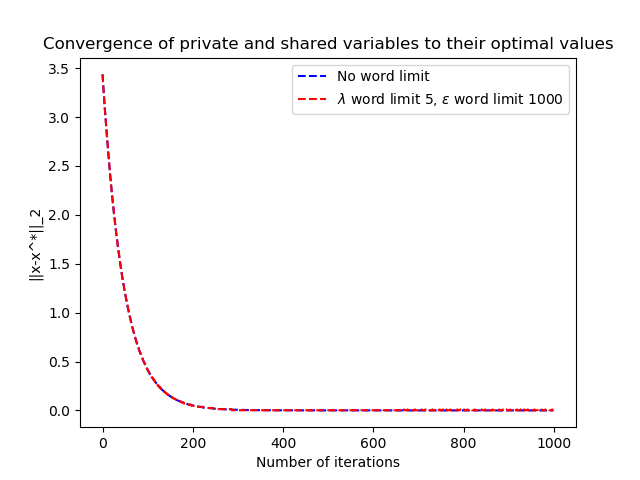 Convergence of private and shared variables to their optimal values
No word limit
λ word limit 5, ε word limit 1000
||x-x^*||_2
3.5
3.0
2.5
2.0
1.5
1.0
0.5
0.0
0 200 400 600 800 1000
Number of iterations